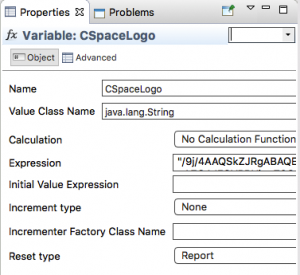 Properties Problems
fx Variable: CSpaceLogo
Object Advanced
Name CSpaceLogo
Value Class Name java.lang.String
Calculation No Calculation Function
Expression "/9j/4AAQSkZJRgABAQE
Initial Value Expression
Increment type None
Incrementer Factory Class Name
Reset type Report